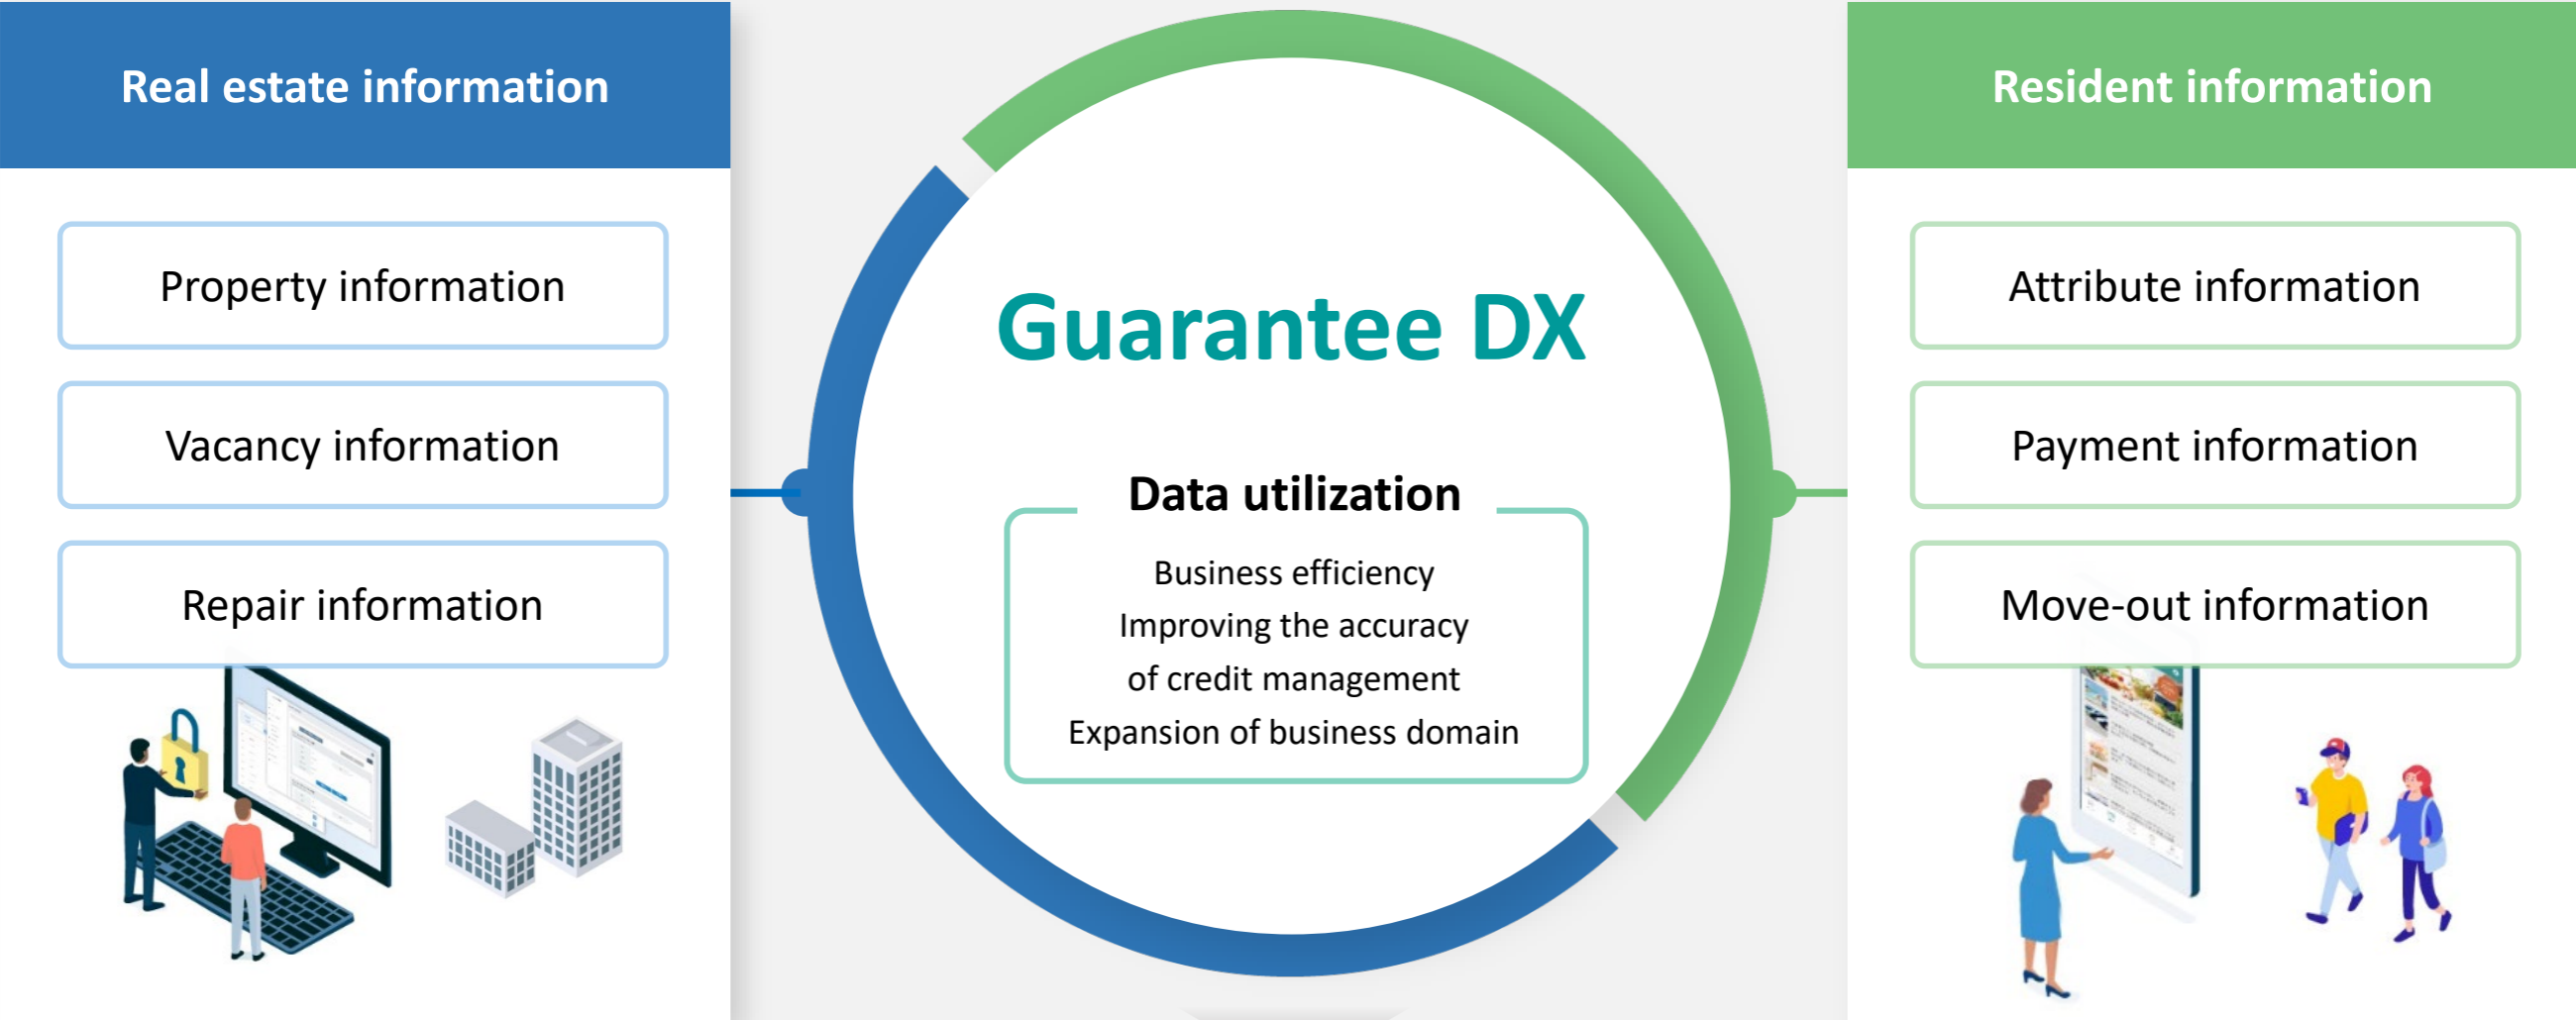 Real estate information
Property information
Vacancy information
Repair information
Guarantee DX
Data utilization
Business efficiency
Improving the accuracy
of credit management
Expansion of business domain
Resident information
Attribute information
Payment information
Move-out information